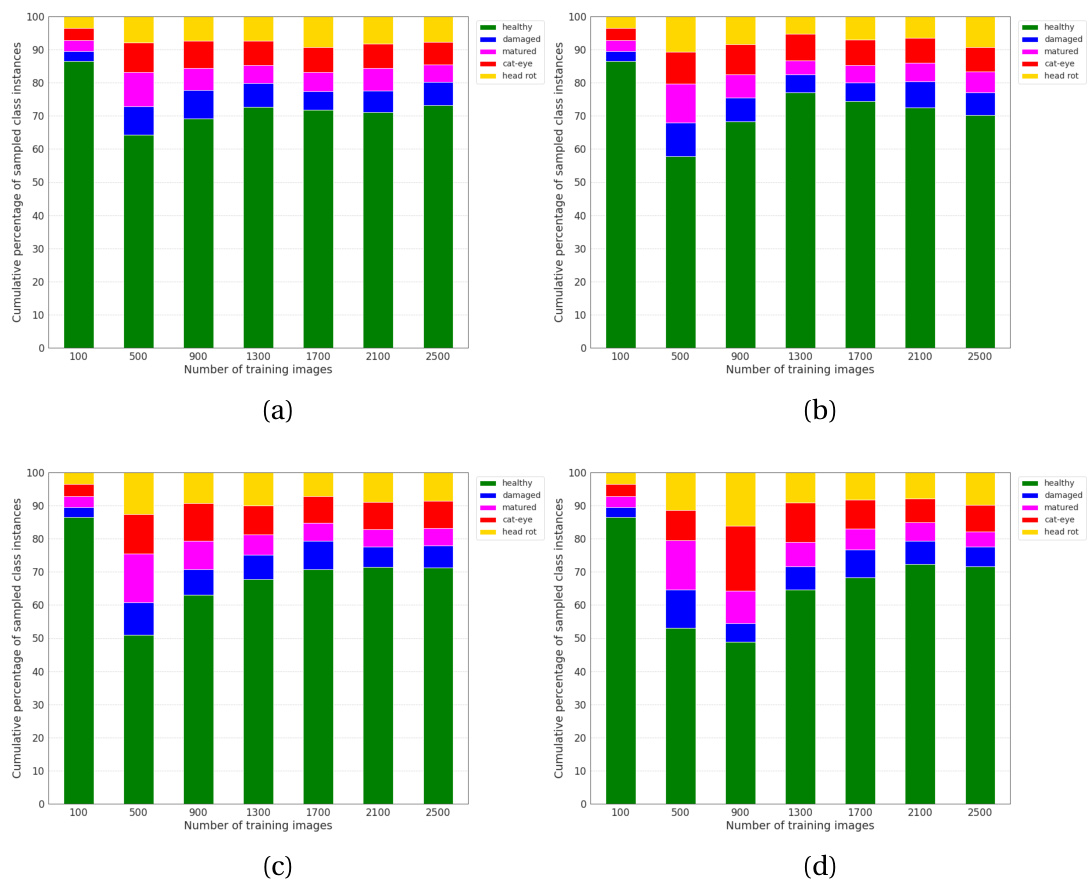 100
90
80
70
60
50
40
30
20
10
0
Cumulative percentage of sampled class instances
100 500 900 1300 1700 2100 2500
Number of training images
healthy
damaged
matured
cat-eye
head rot
(a)
100
90
80
70
60
50
40
30
20
10
0
Cumulative percentage of sampled class instances
100 500 900 1300 1700 2100 2500
Number of training images
healthy
damaged
matured
cat-eye
head rot
(b)
100
90
80
70
60
50
40
30
20
10
0
Cumulative percentage of sampled class instances
100 500 900 1300 1700 2100 2500
Number of training images
healthy
damaged
matured
cat-eye
head rot
(c)
100
90
80
70
60
50
40
30
20
10
0
Cumulative percentage of sampled class instances
100 500 900 1300 1700 2100 2500
Number of training images
healthy
damaged
matured
cat-eye
head rot
(d)